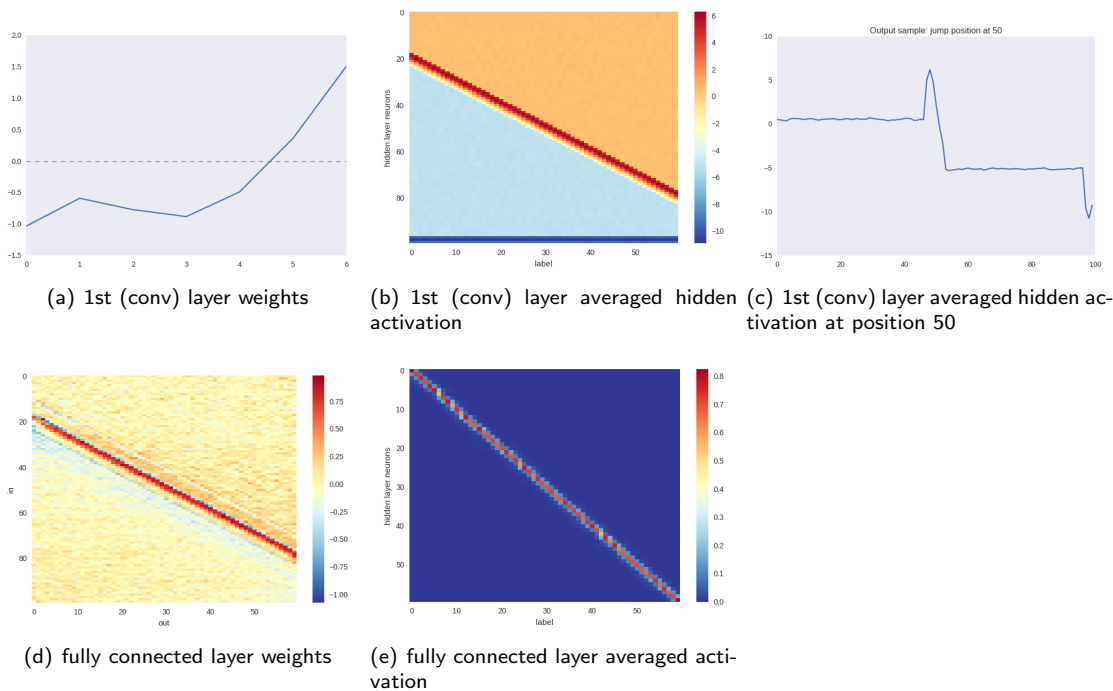 2.0
1.5
1.0
0.5
0.0
−0.5
−1.0
−1.5
0 1 2 3 4 5 6
(a) 1st (conv) layer weights
hidden layer neurons
0
20
40
60
80
0 10 20 30 40 50
label
6
4
2
0
−2
−4
−6
−8
−10
(b) 1st (conv) layer averaged hidden
activation
Output sample: jump position at 50
10
5
0
−5
−10
−15
0 20 40 60 80 100
(c) 1st (conv) layer averaged hidden ac-
tivation at position 50
in
0
20
40
60
80
0 10 20 30 40 50
out
0.75
0.50
0.25
0.00
−0.25
−0.50
−0.75
−1.00
(d) fully connected layer weights
hidden layer neurons
0
10
20
30
40
50
0 10 20 30 40 50
label
0.8
0.7
0.6
0.5
0.4
0.3
0.2
0.1
0.0
(e) fully connected layer averaged acti-
vation